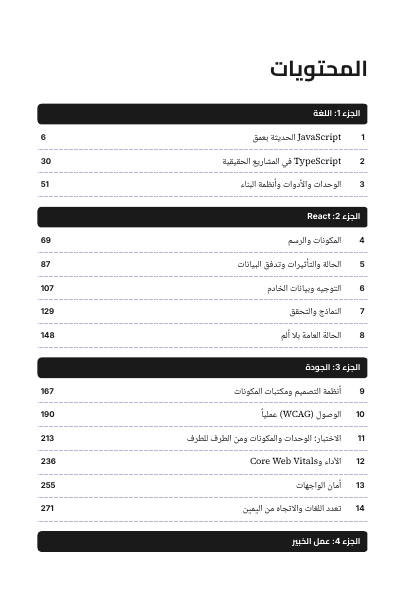 المحتويات
الجزء 1: اللغة
1 JavaScript الحديثة بعمق 6
2 TypeScript في المشاريع الحقيقية 30
3 الوحدات والأدوات وأنظمة البناء 51
الجزء 2: React
4 المكونات والرسم 69
5 الحالة والتأثيرات وتدفق البيانات 87
6 التوجيه وبيانات الخادم 107
7 النماذج والتحقق 129
8 الحالة العامة بلا ألم 148
الجزء 3: الجودة
9 أنظمة التصميم ومكتبات المكونات 167
10 الوصول (WCAG) عملياً 190
11 الاختبار: الوحدات والمكونات ومن الطرف للطرف 213
12 الأداء وCore Web Vitals 236
13 أمان الواجهات 255
14 تعدد اللغات والاتجاه من اليمين 271
الجزء 4: عمل الخبير